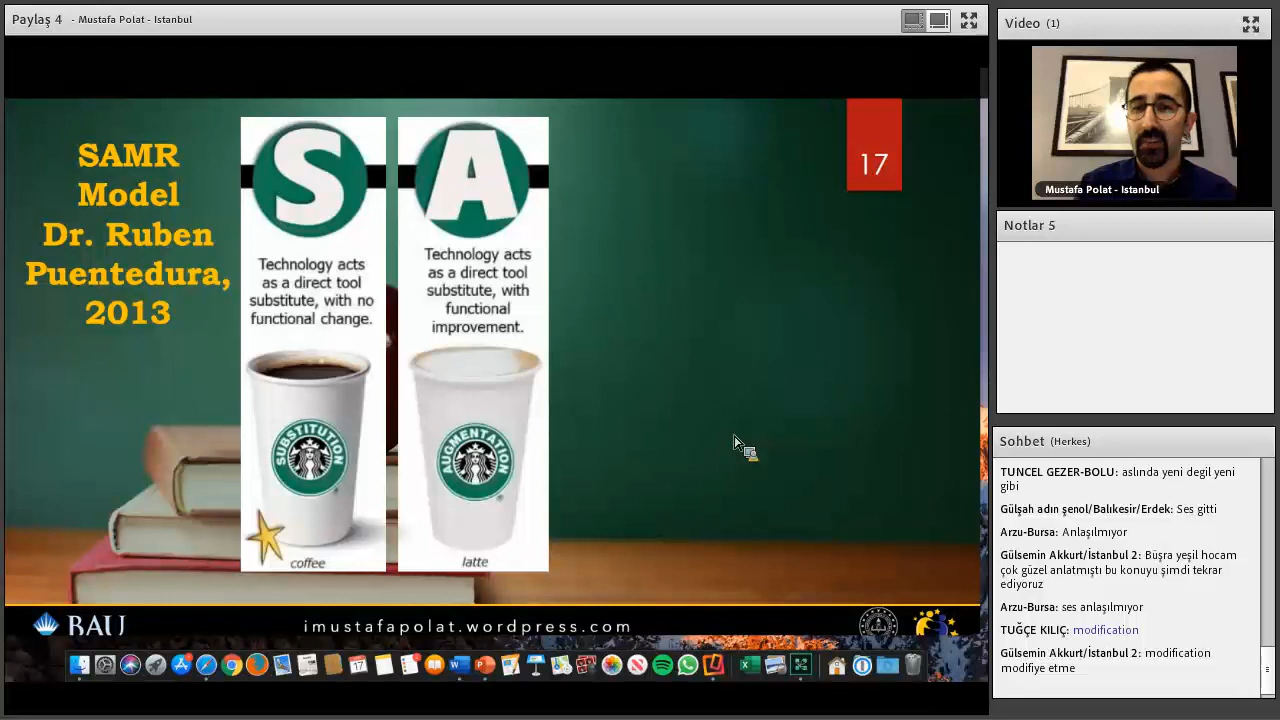 Paylaş 4 - Mustafa Polat - Istanbul
SAMR
Model
Dr. Ruben
Puentedura,
2013
S
Technology acts
as a direct tool
substitute, with no
functional change.
SUBSTITUTION
coffee
A
Technology acts
as a direct tool
substitute, with
functional
improvement.
AUGMENTATION
latte
17
BAU
imustafapolat.wordpress.com
17
Video (1)
Mustafa Polat - Istanbul
Notlar 5
Sohbet (Herkes)
TUNCEL GEZER-BOLU: aslında yeni degil yeni
gibi
Gülşah adın şenol/Balıkesir/Erdek: Ses gitti
Arzu-Bursa: Anlaşılmıyor
Gülsemin Akkurt/İstanbul 2: Büşra yeşil hocam
çok güzel anlatmıştı bu konuyu şimdi tekrar
ediyoruz
Arzu-Bursa: ses anlaşılmıyor
TUĞÇE KILIÇ: modification
Gülsemin Akkurt/İstanbul 2: modification
modifiye etme